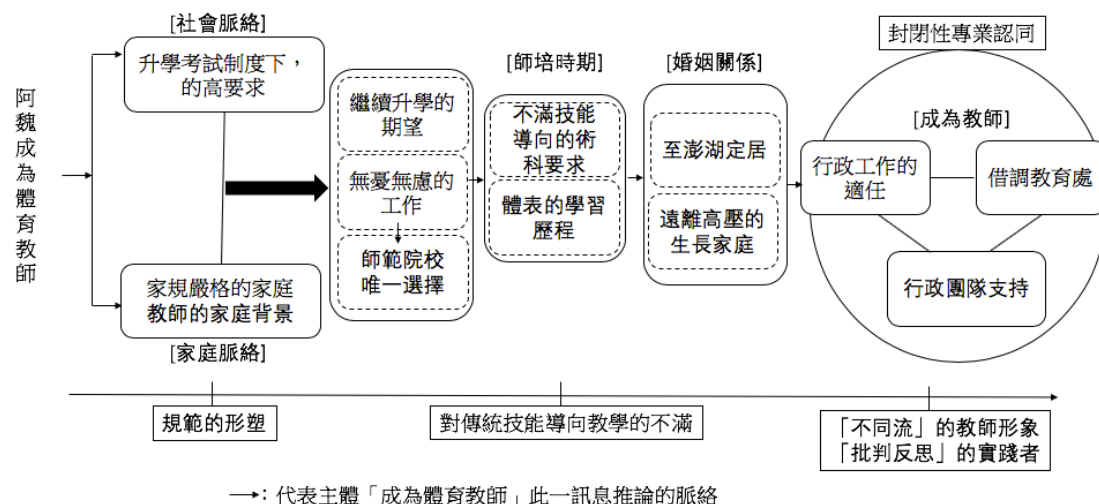 阿魏成為體育教師
[社會脈絡]
升學考試制度下，
的高要求
家規嚴格的家庭
教師的家庭背景
[家庭脈絡]
繼續升學的
期望
無憂無慮的
工作
師範院校
唯一選擇
[師培時期]
不滿技能
導向的術
科要求
體表的學習
歷程
[婚姻關係]
至澎湖定居
遠離高壓的
生長家庭
封閉性專業認同
[成為教師]
行政工作的
適任
借調教育處
行政團隊支持
規範的形塑
對傳統技能導向教學的不滿
「不同流」的教師形象
「批判反思」的實踐者
：代表主體「成為體育教師」此一訊息推論的脈絡